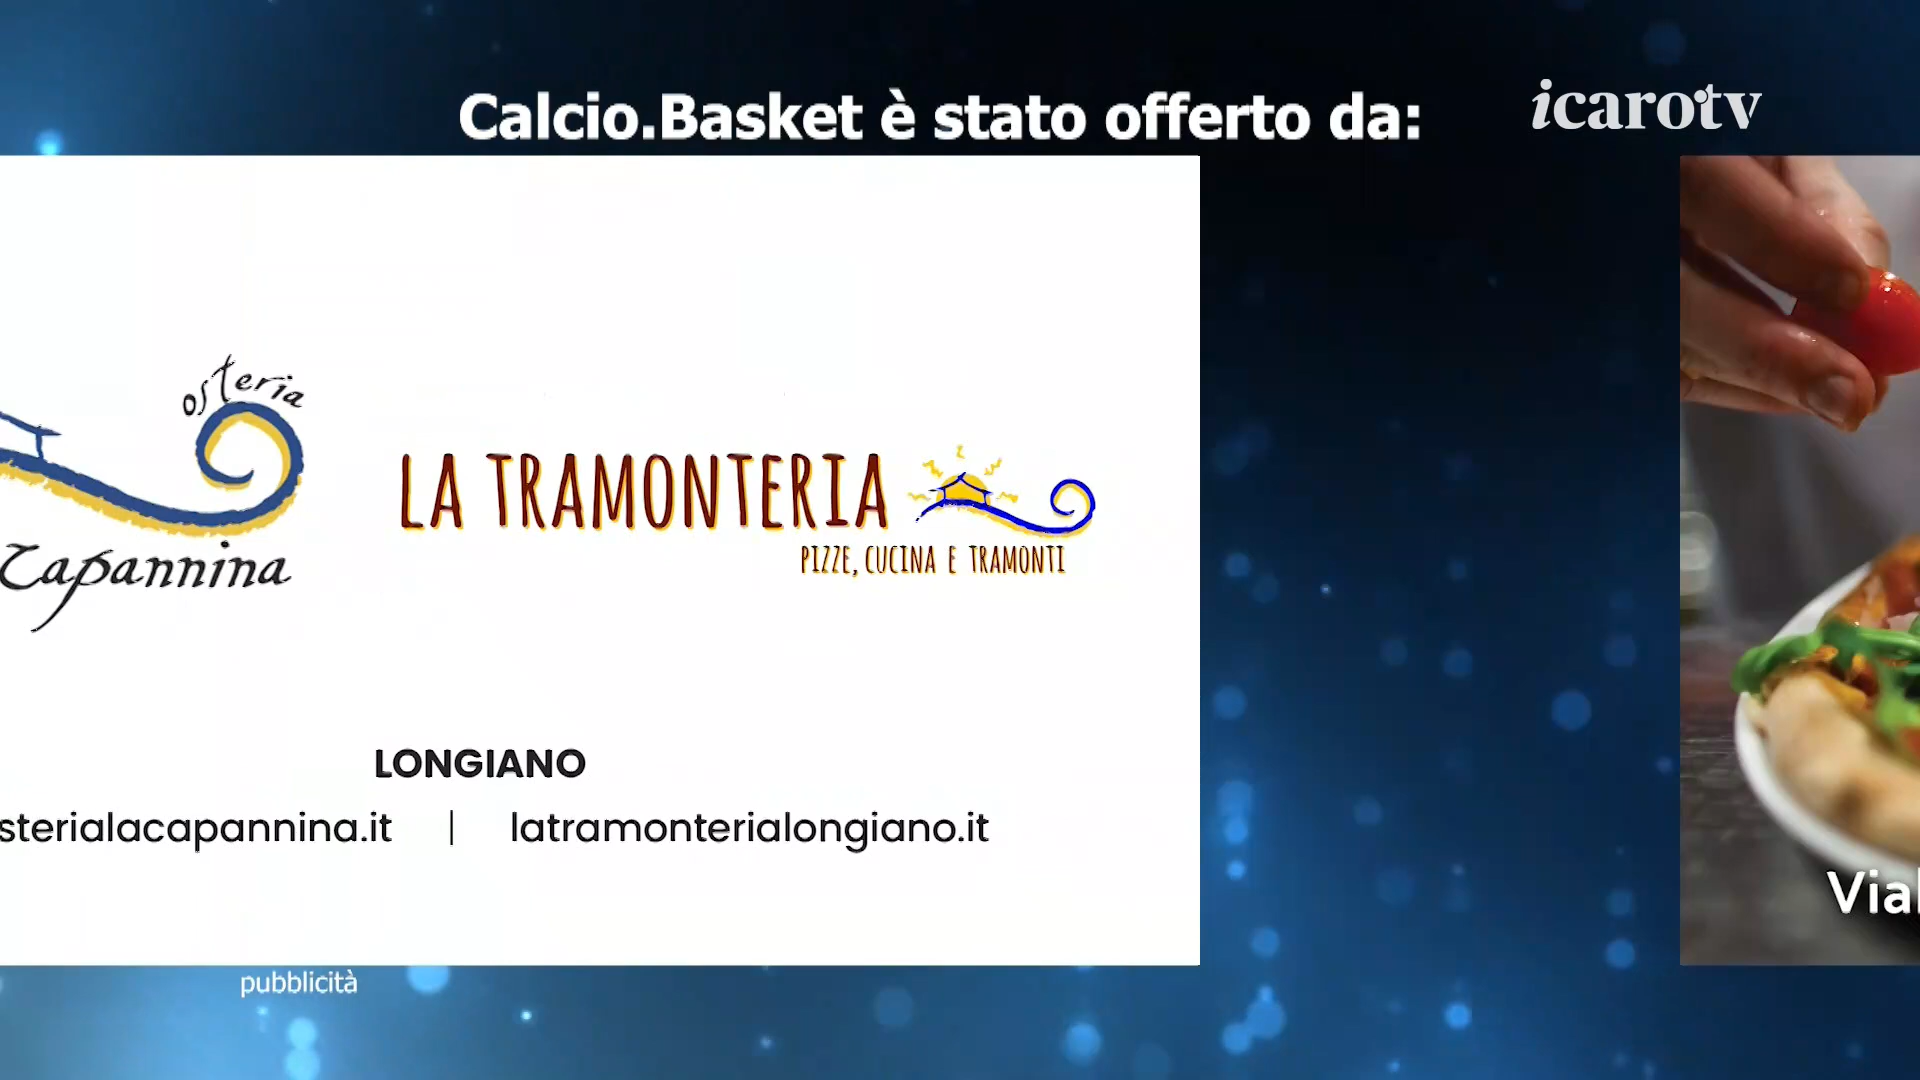 Calcio.Basket è stato offerto da:
icarotv
osteria
Capannina
LA TRAMONTERIA
PIZZE, CUCINA E TRAMONTI
LONGIANO
sterialacapannina.it | latramonterialongiano.it
pubblicità